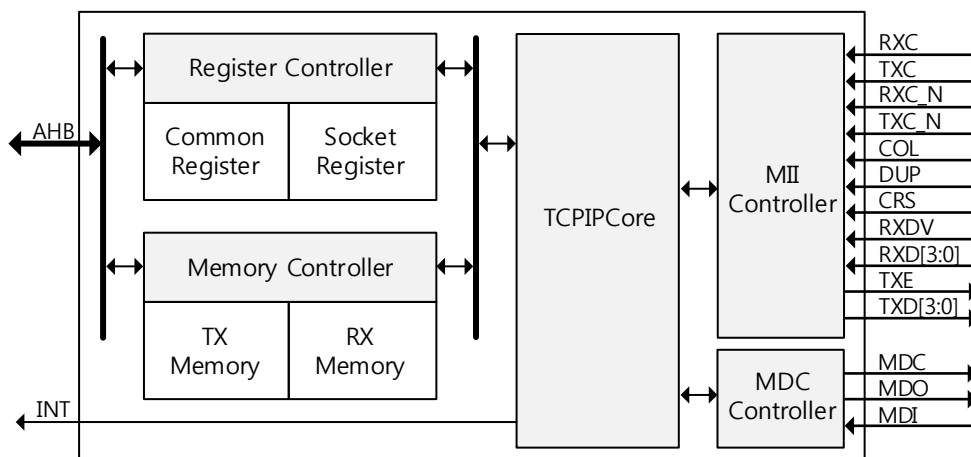 AHB
INT
Register Controller
Common
Register
Socket
Register
Memory Controller
TX
Memory
RX
Memory
TCPIPCore
MII
Controller
MDC
Controller
RXC
TXC
RXC_N
TXC_N
COL
DUP
CRS
RXDV
RXD[3:0]
TXE
TXD[3:0]
MDC
MDO
MDI